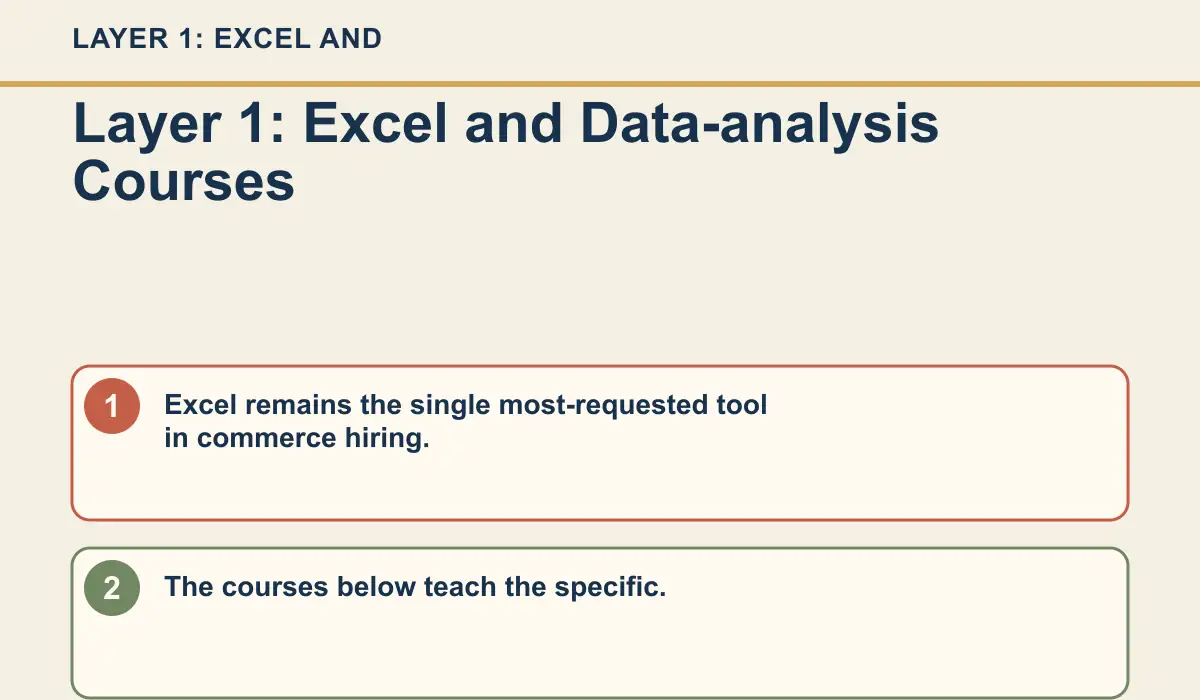 LAYER 1: EXCEL AND
Layer 1: Excel and Data-analysis
Courses
1
Excel remains the single most-requested tool
in commerce hiring.
2
The courses below teach the specific.